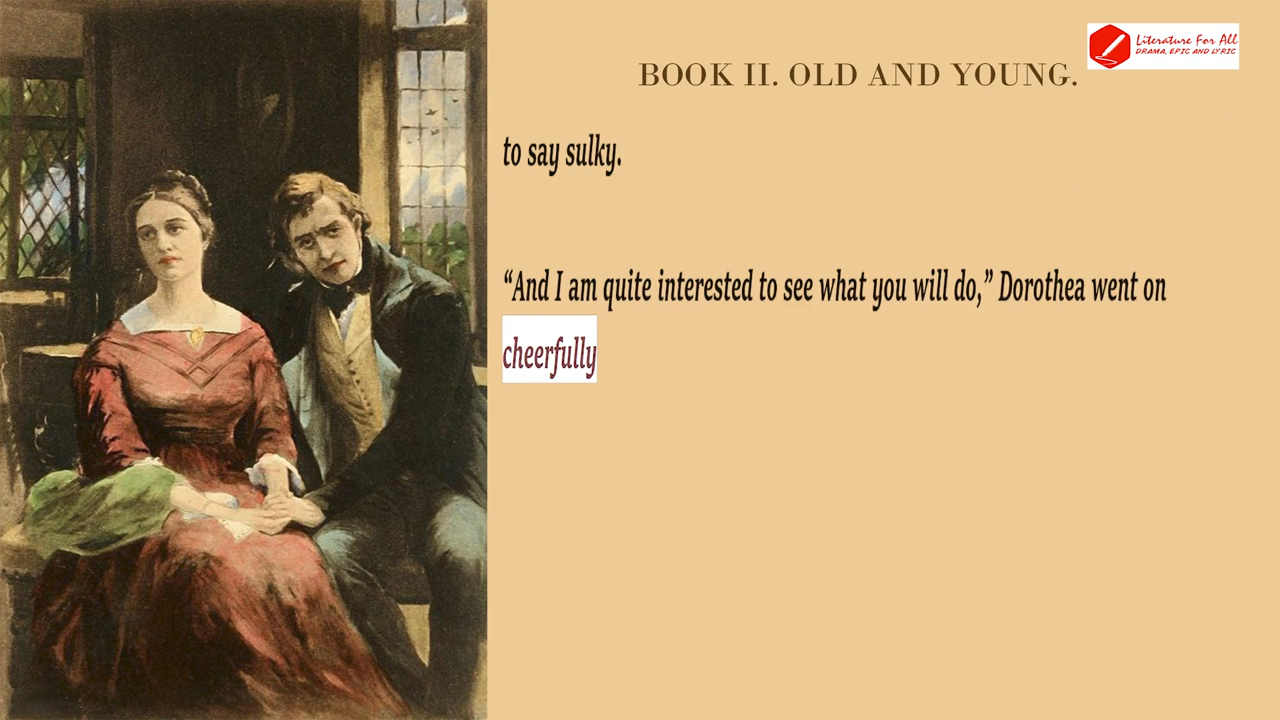 Literature For All
DRAMA, EPIC AND LYRIC
BOOK II. OLD AND YOUNG.
to say sulky.
“And I am quite interested to see what you will do,” Dorothea went on
cheerfully